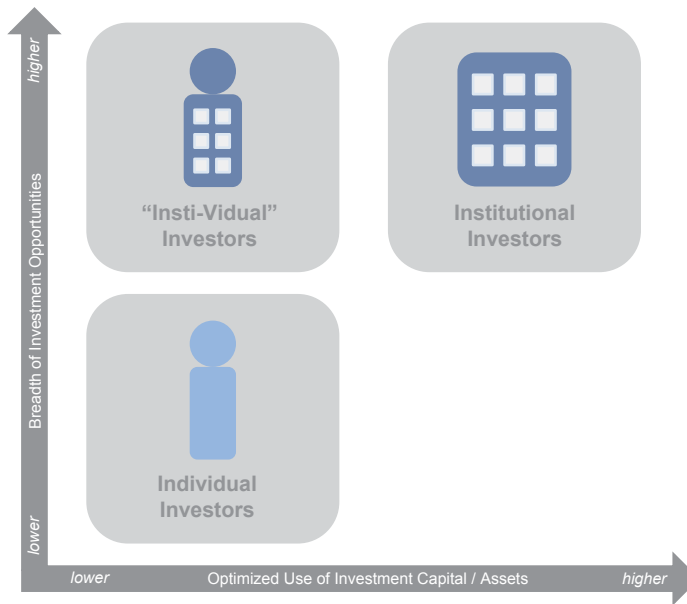 higher
“Insti-Vidual”
Investors
Institutional
Investors
Breadth of Investment Opportunities
Individual
Investors
lower
lower
Optimized Use of Investment Capital / Assets
higher